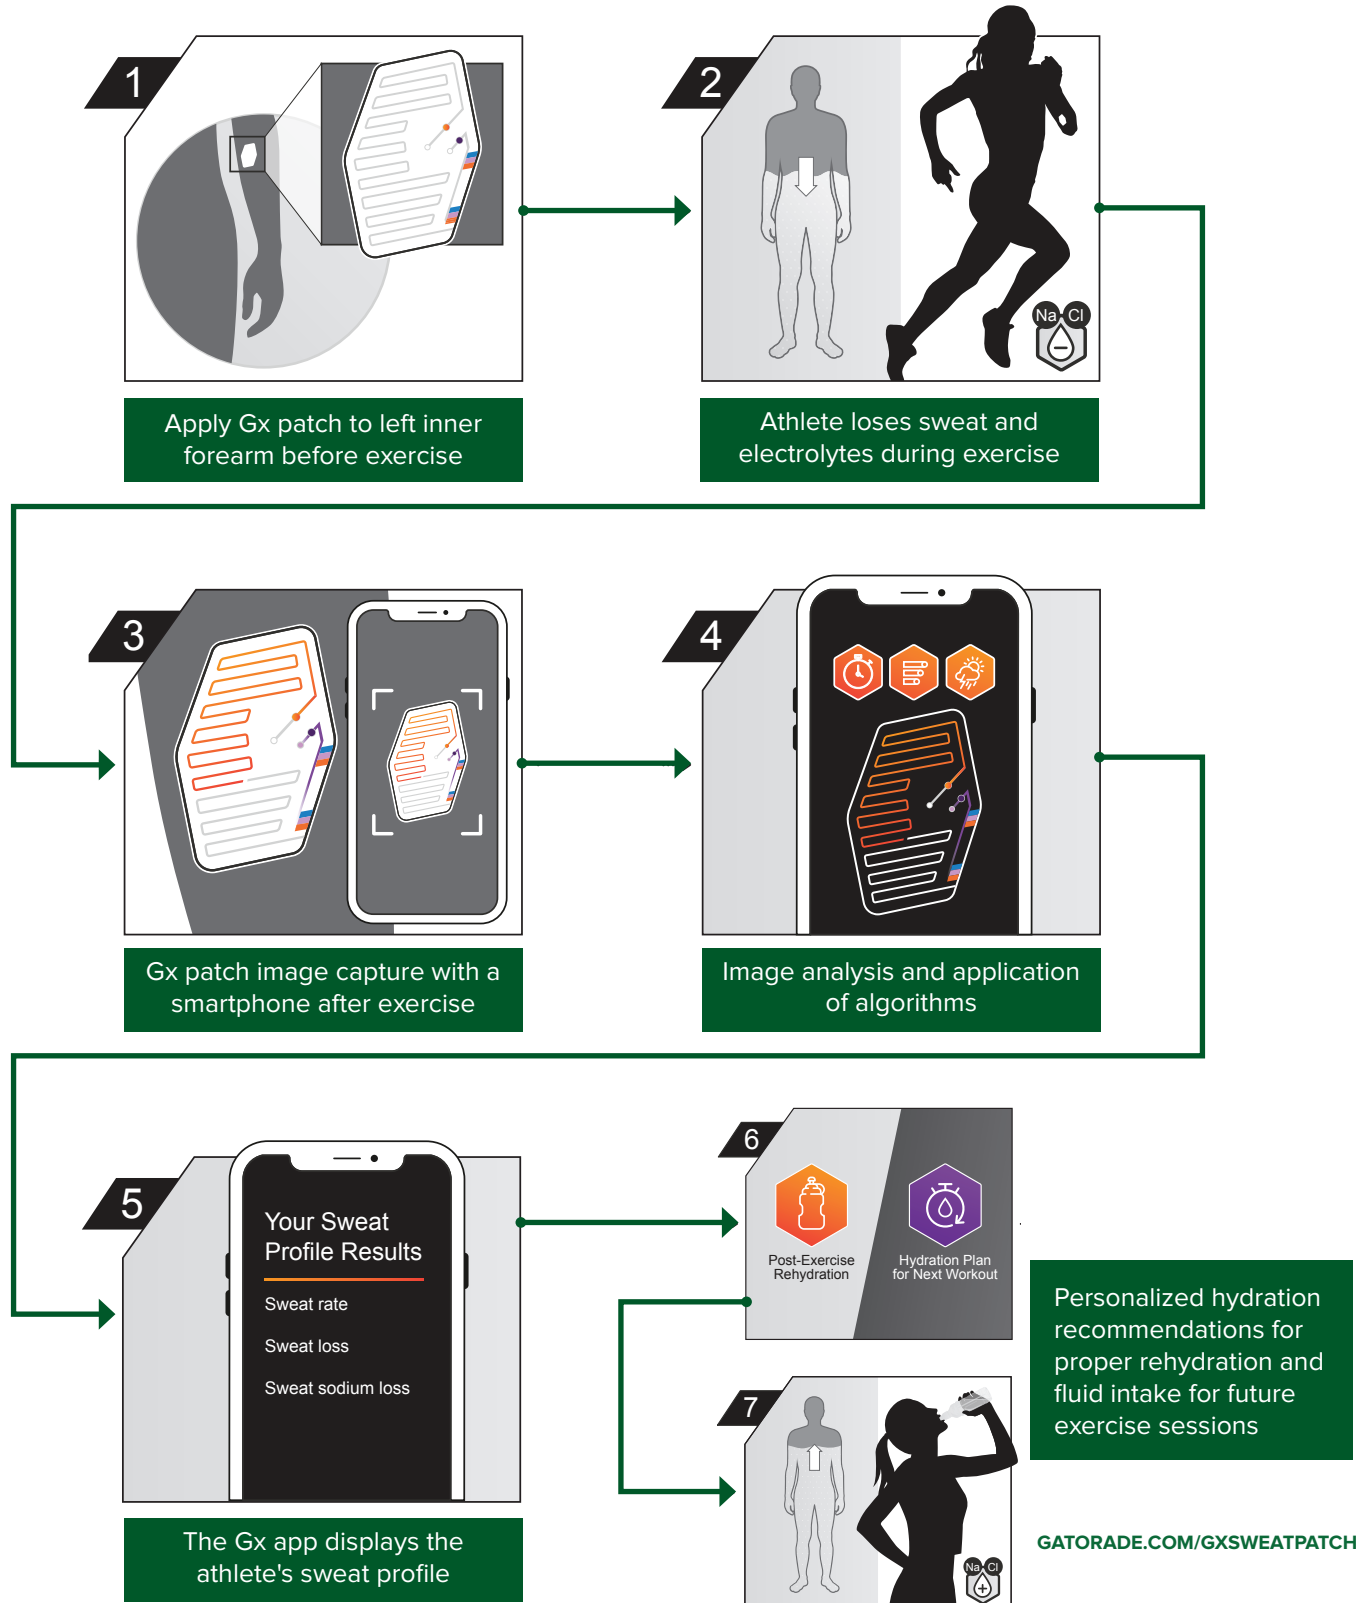 1
Apply Gx patch to left inner
forearm before exercise
2
Na Cl
Athlete loses sweat and
electrolytes during exercise
3
Gx patch image capture with a
smartphone after exercise
4
Image analysis and application
of algorithms
5
Your Sweat
Profile Results
Sweat rate
Sweat loss
Sweat sodium loss
The Gx app displays the
athlete's sweat profile
6
Post-Exercise
Rehydration
Hydration Plan
for Next Workout
7
Na Cl
Personalized hydration
recommendations for
proper rehydration and
fluid intake for future
exercise sessions
GATORADE.COM/GXSWEATPATCH